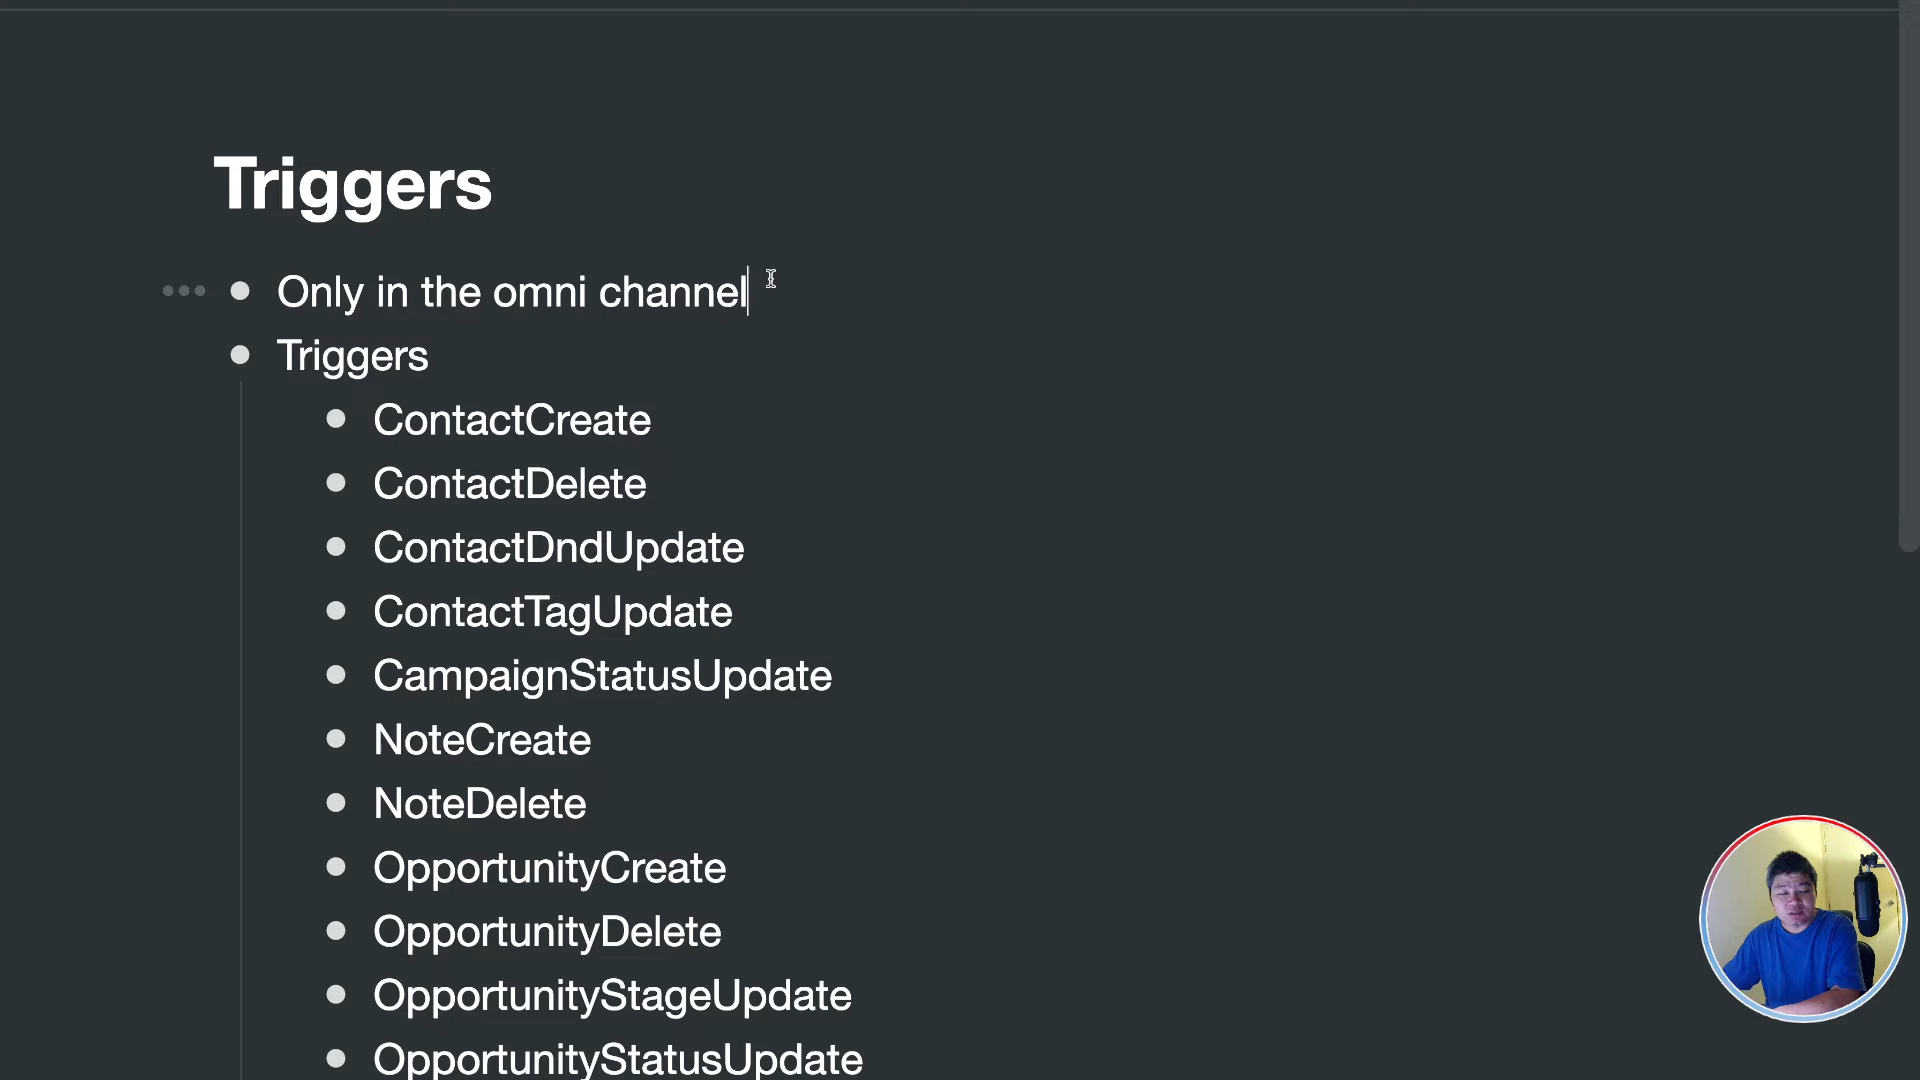 Triggers
Only in the omni channel
Triggers
ContactCreate
ContactDelete
ContactDndUpdate
ContactTagUpdate
CampaignStatusUpdate
NoteCreate
NoteDelete
OpportunityCreate
OpportunityDelete
OpportunityStageUpdate
OpportunityStatusUpdate